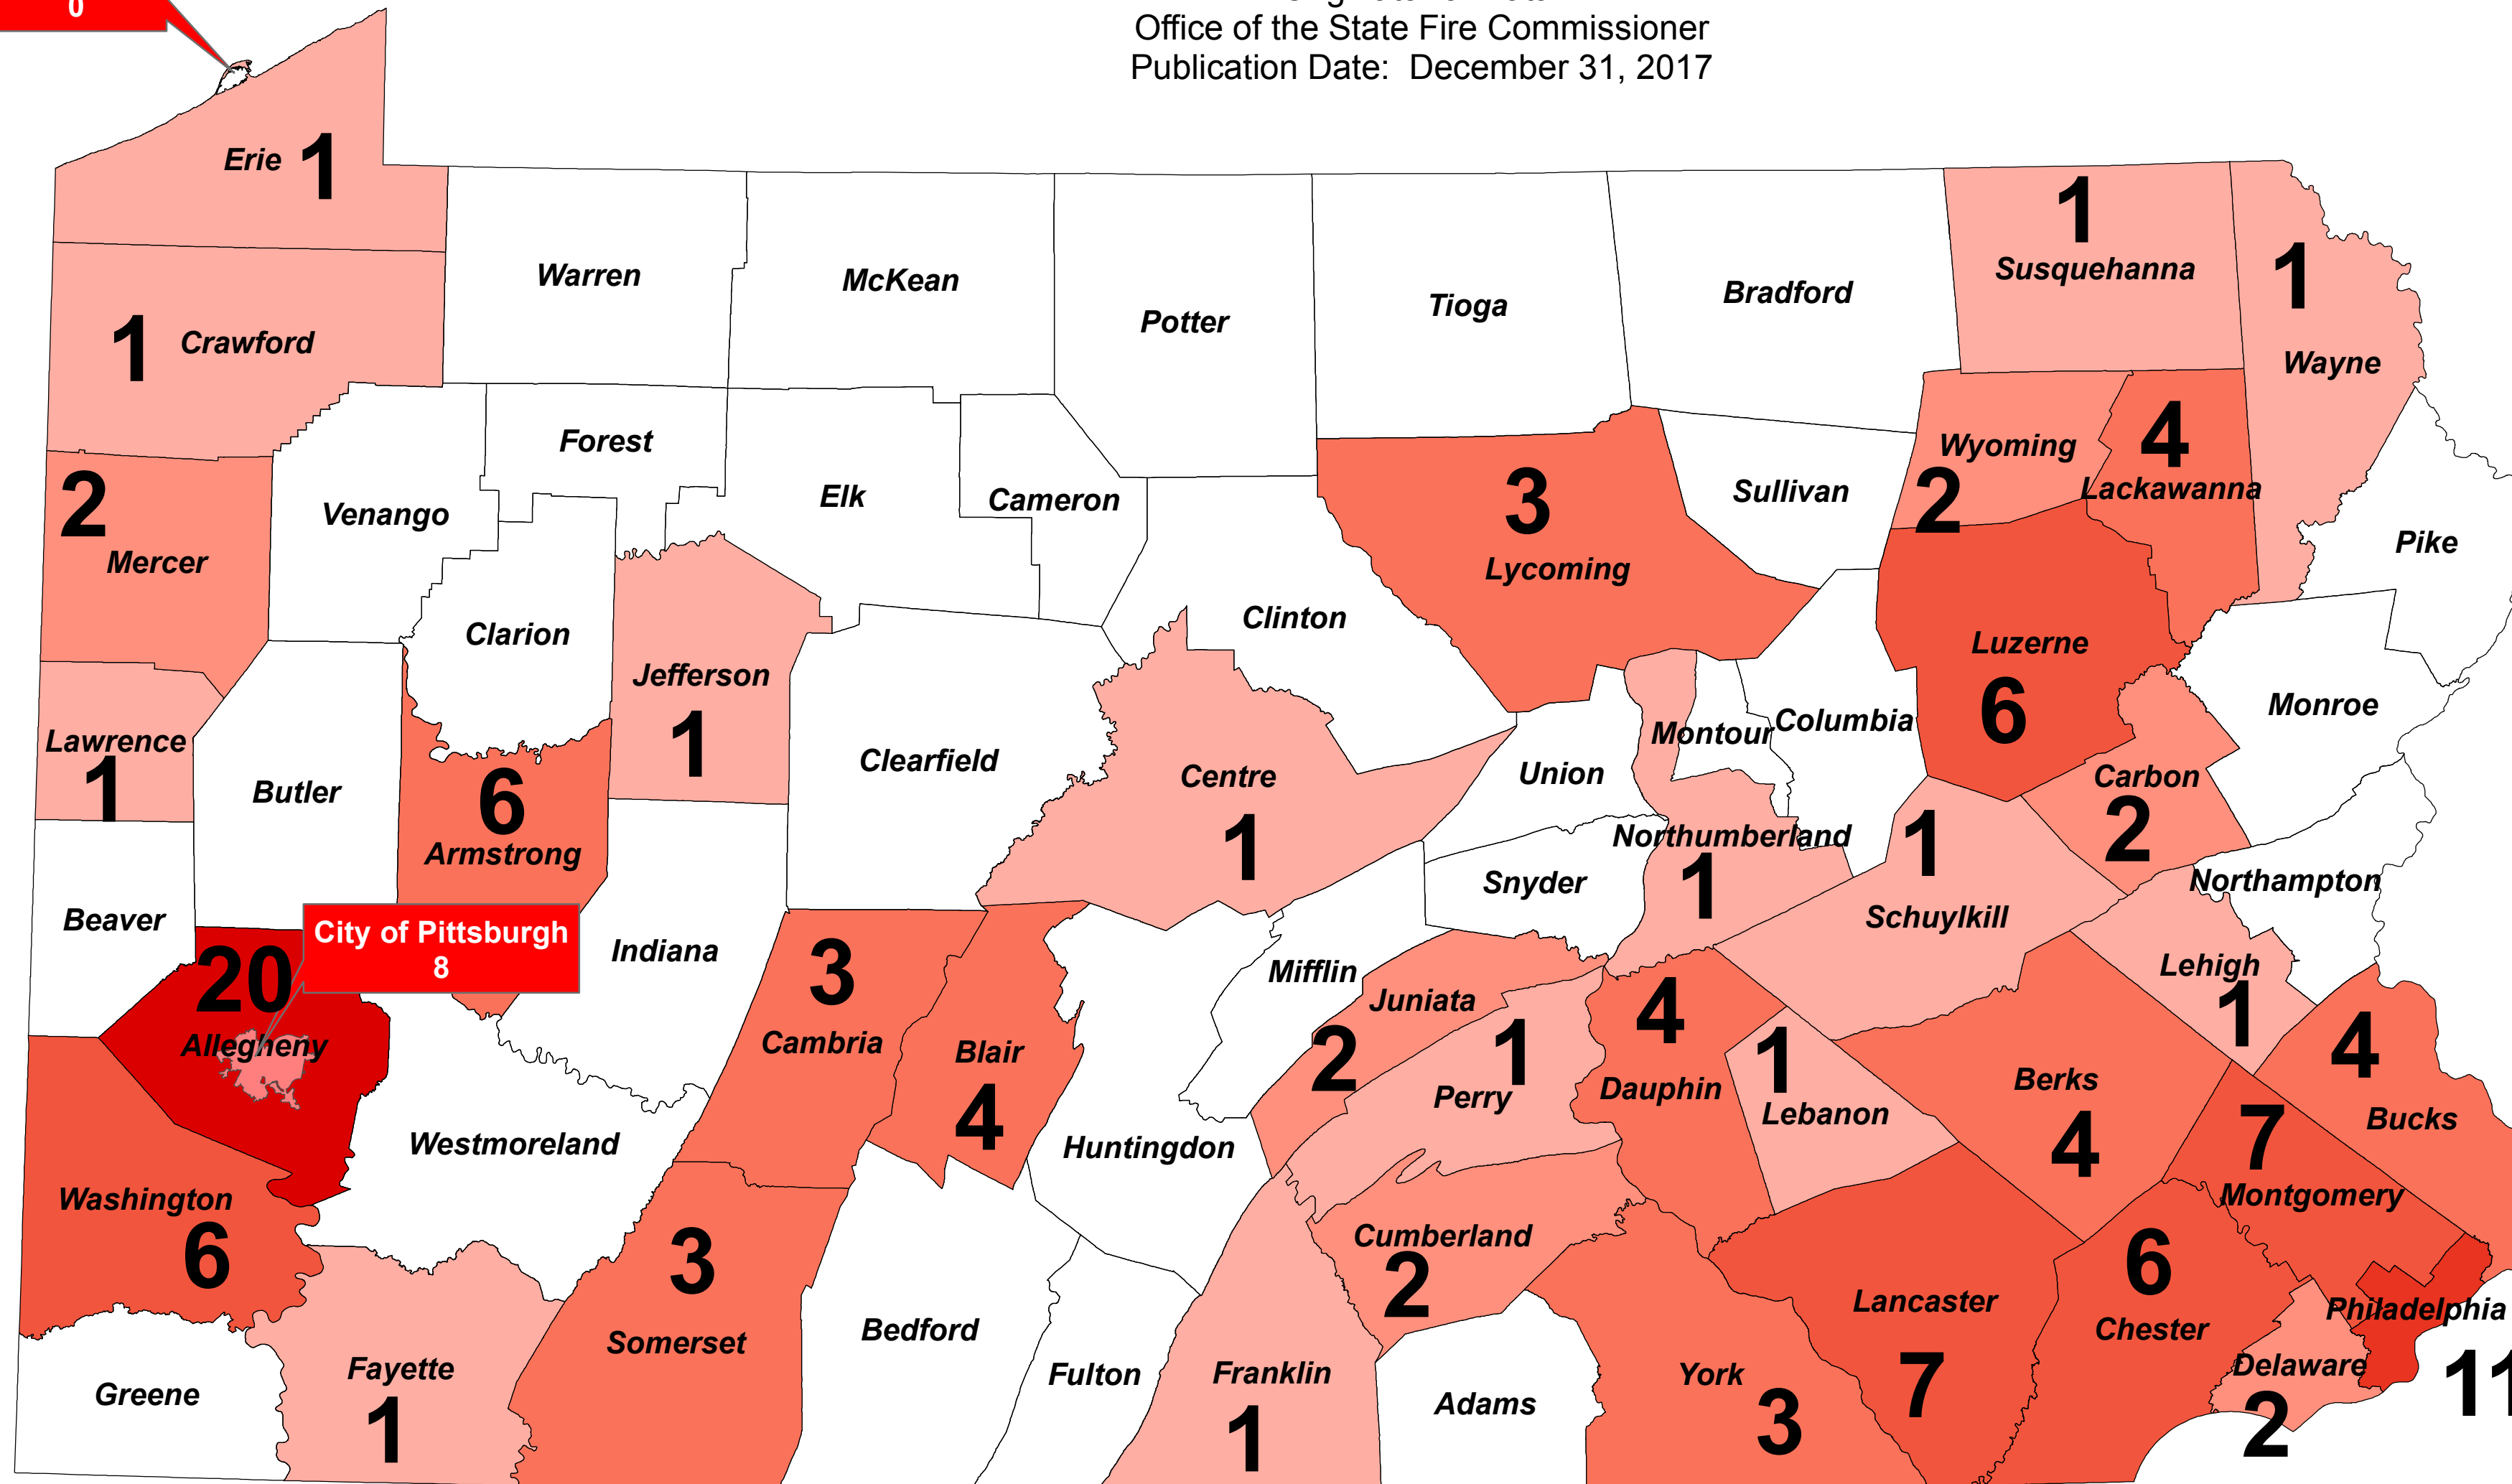 0
Office of the State Fire Commissioner
Publication Date:  December 31, 2017
Erie 1
1
Susquehanna
1
Wayne
Warren
McKean
Potter
Tioga
Bradford
1 Crawford
Forest
Wyoming
2
4
Lackawanna
2
Mercer
Venango
Elk
Cameron
3
Lycoming
Sullivan
Pike
Clarion
Clinton
Jefferson
1
Luzerne
6
Monroe
Lawrence
1
Butler
6
Armstrong
Clearfield
Centre
1
Union
Montour
Columbia
Carbon
2
Northumberland
1
1
Schuylkill
Northampton
Snyder
Beaver
City of Pittsburgh
8
20
Allegheny
Indiana
3
Cambria
Blair
4
Mifflin
Juniata
2
1
Perry
4
Dauphin
1
Lebanon
Berks
4
Lehigh
1
4
Bucks
7
Montgomery
Westmoreland
Huntingdon
Washington
6
3
Somerset
Cumberland
2
Lancaster
7
6
Chester
Philadelphia
11
Delaware
2
Bedford
Fulton
Franklin
1
Adams
York
3
Greene
Fayette
1